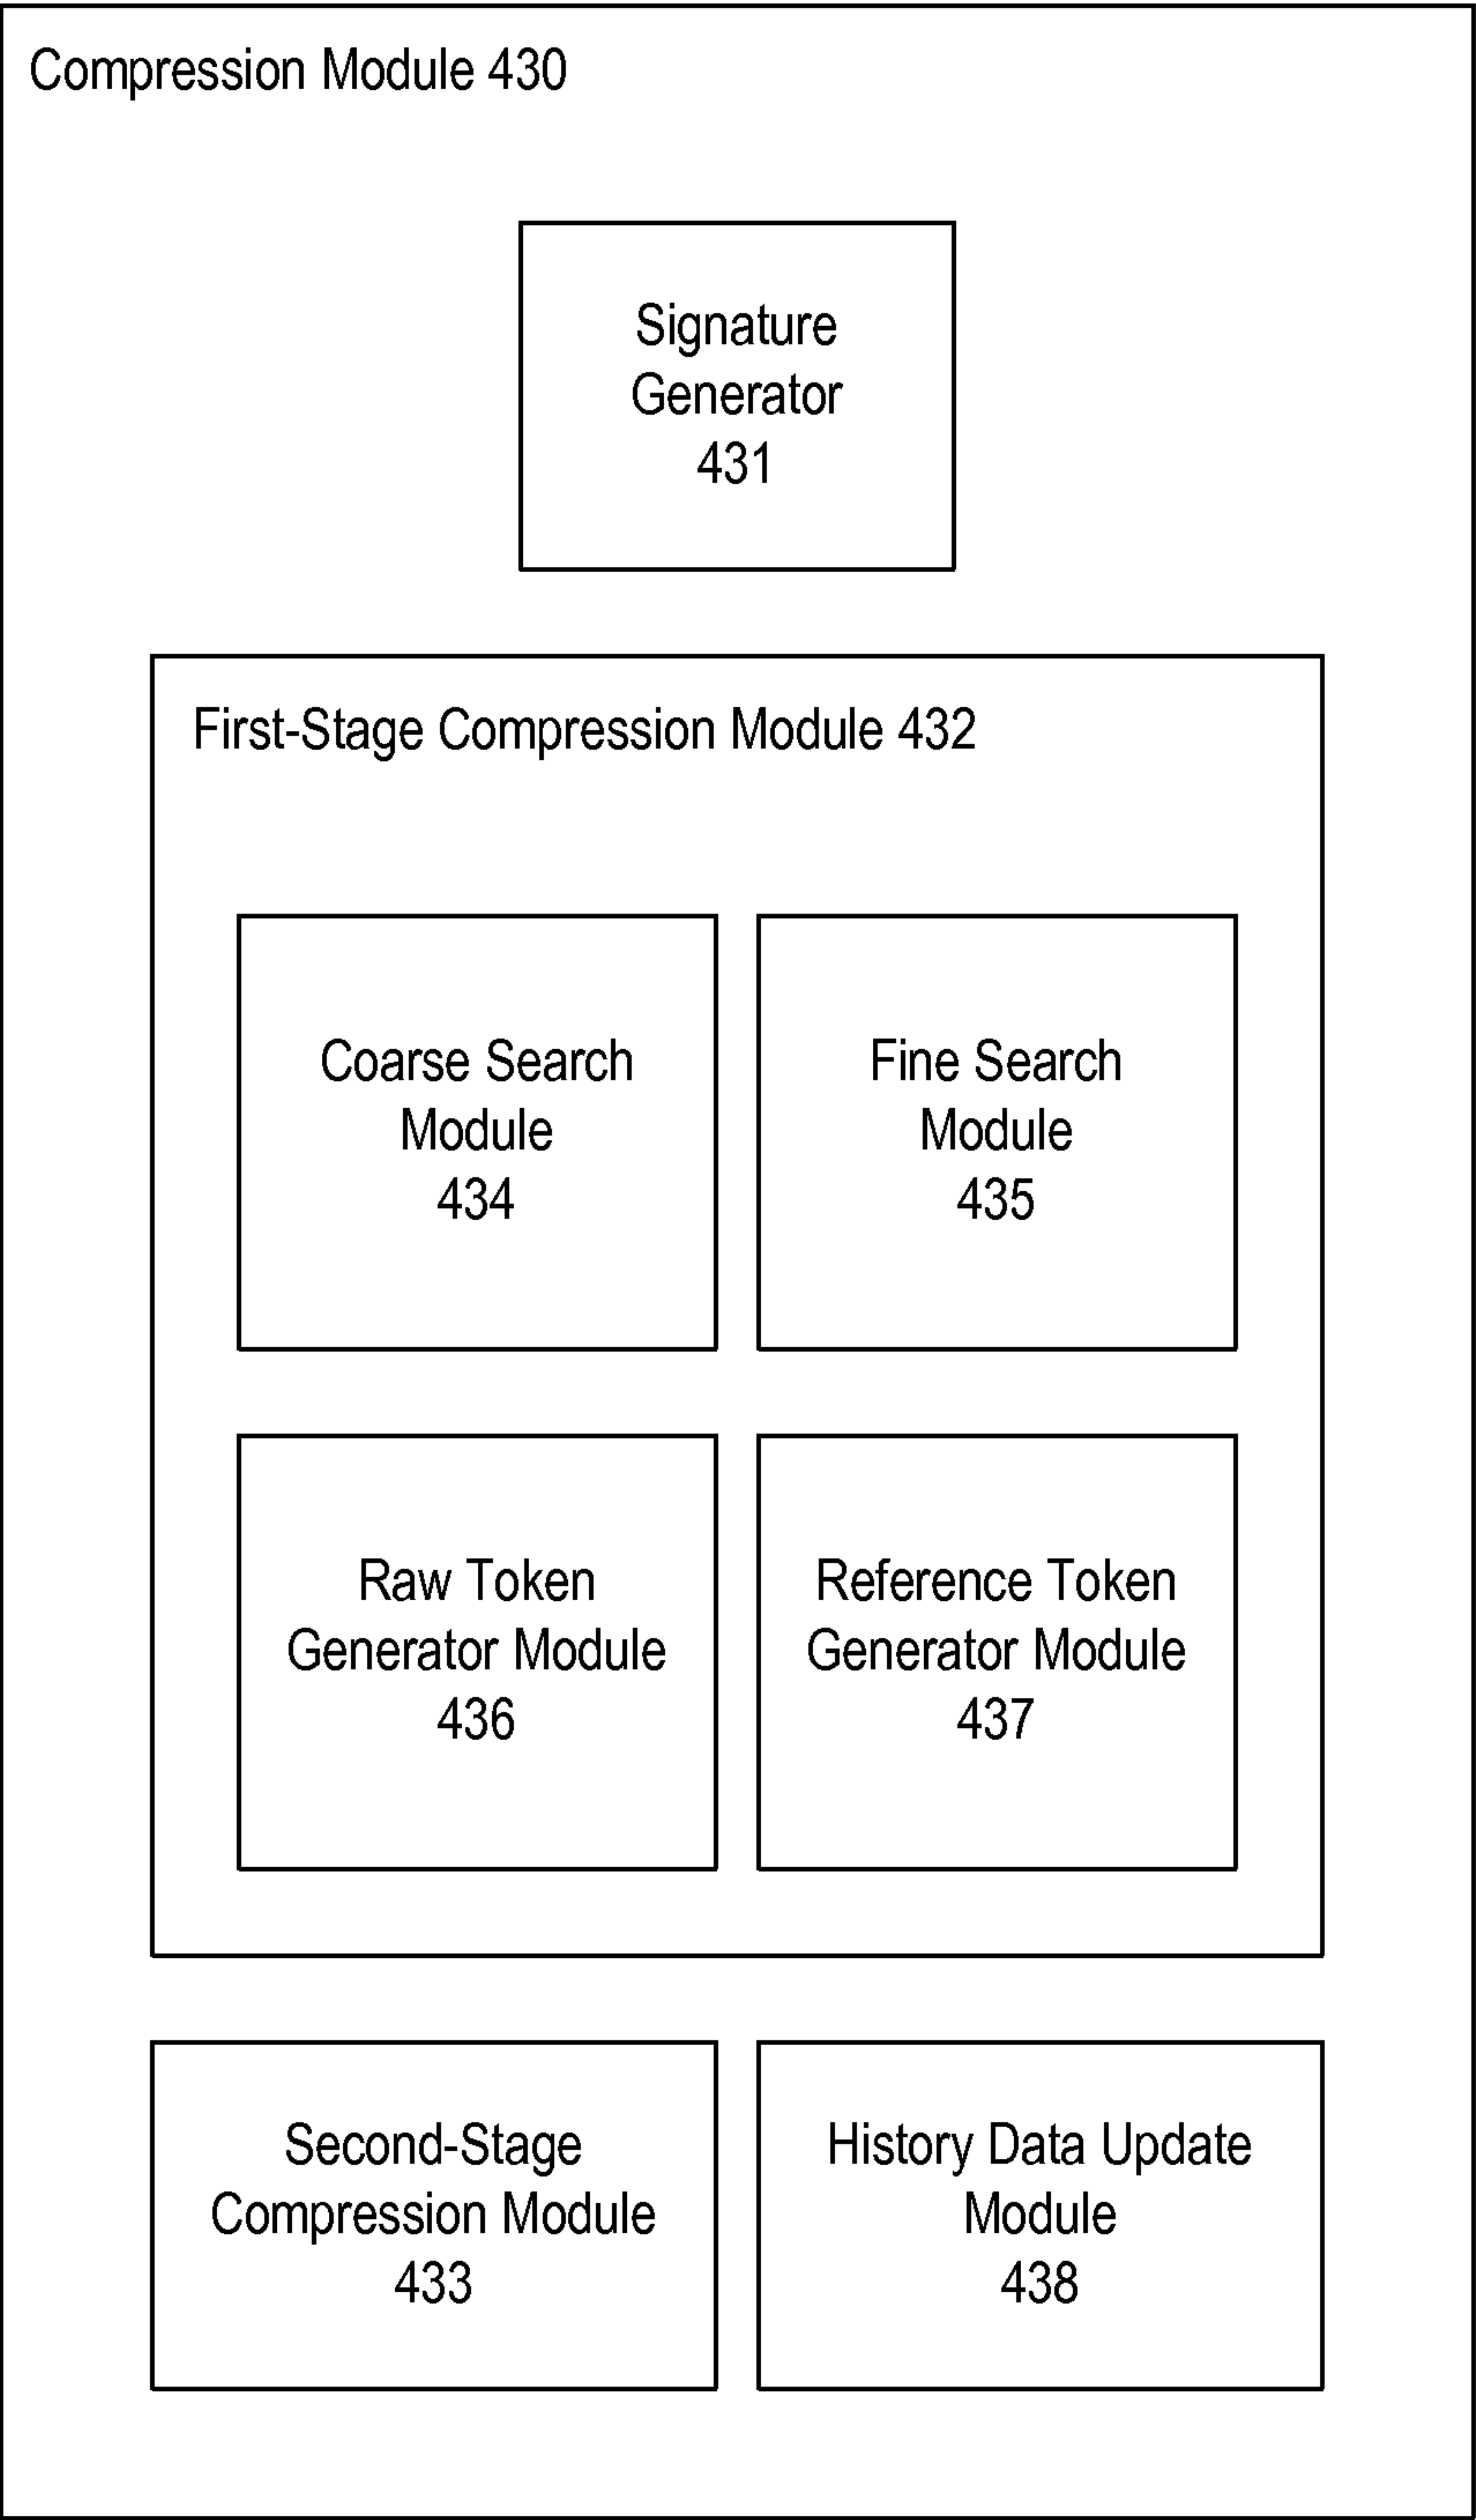 Compression Module 430
Signature
Generator
431
First-Stage Compression Module 432
Coarse Search
Module
434
Fine Search
Module
435
Raw Token
Generator Module
436
Reference Token
Generator Module
437
Second-Stage
Compression Module
433
History Data Update
Module
438